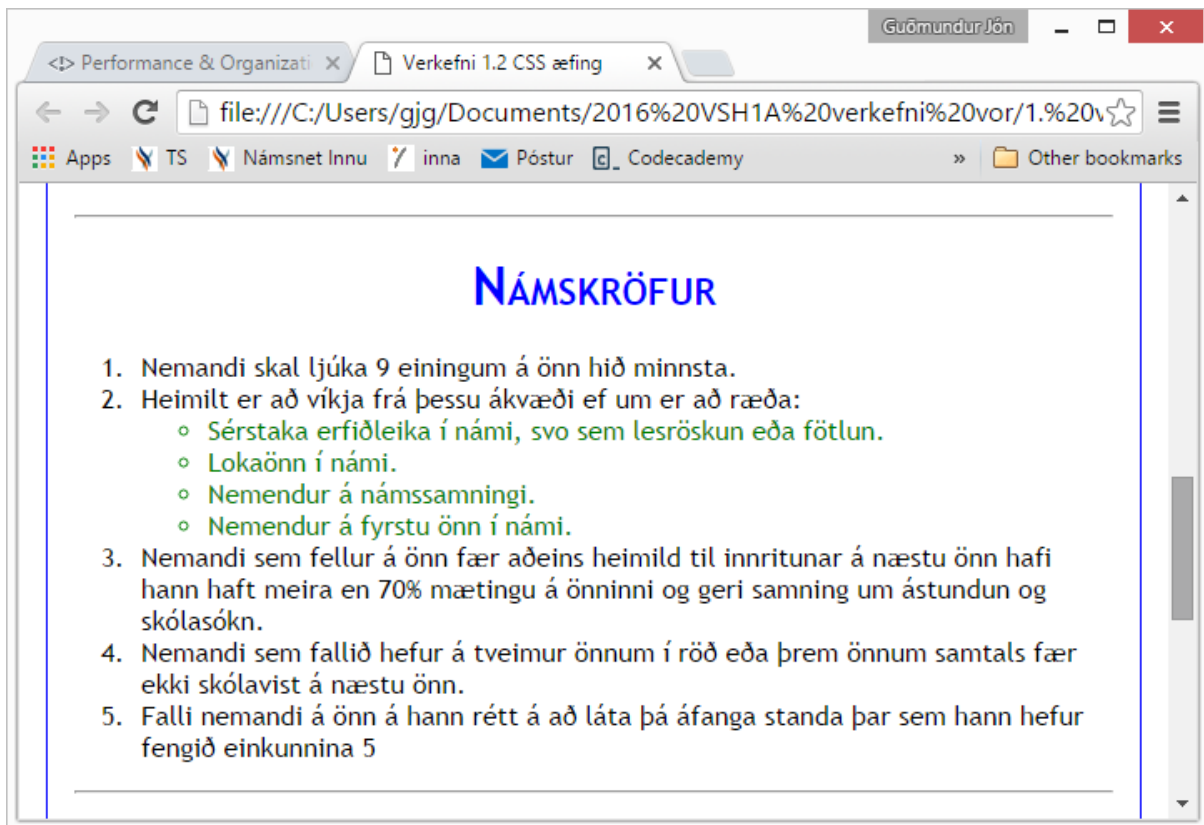 Guðmundur Jón
Performance & Organizati
Verkefni 1.2 CSS æfing
file:///C:/Users/gjg/Documents/2016%20VSH1A%20verkefni%20vor/1.%20v
Apps TS Námsnet Innu inna Póstur Codecademy » Other bookmarks
Námskröfur
1. Nemandi skal ljúka 9 einingum á önn hið minnsta.
2. Heimilt er að víkja frá þessu ákvæði ef um er að ræða:
Sérstaka erfiðleika í námi, svo sem lesröskun eða fötlun.
Lokaönn í námi.
Nemendur á námssamningi.
Nemendur á fyrstu önn í námi.
3. Nemandi sem fellur á önn fær aðeins heimild til innritunar á næstu önn hafi
hann haft meira en 70% mætingu á önninni og geri samning um ástundun og
skólasókn.
4. Nemandi sem fallið hefur á tveimur önnum í röð eða þrem önnum samtals fær
ekki skólavist á næstu önn.
5. Falli nemandi á önn á hann rétt á að láta þá áfanga standa þar sem hann hefur
fengið einkunnina 5